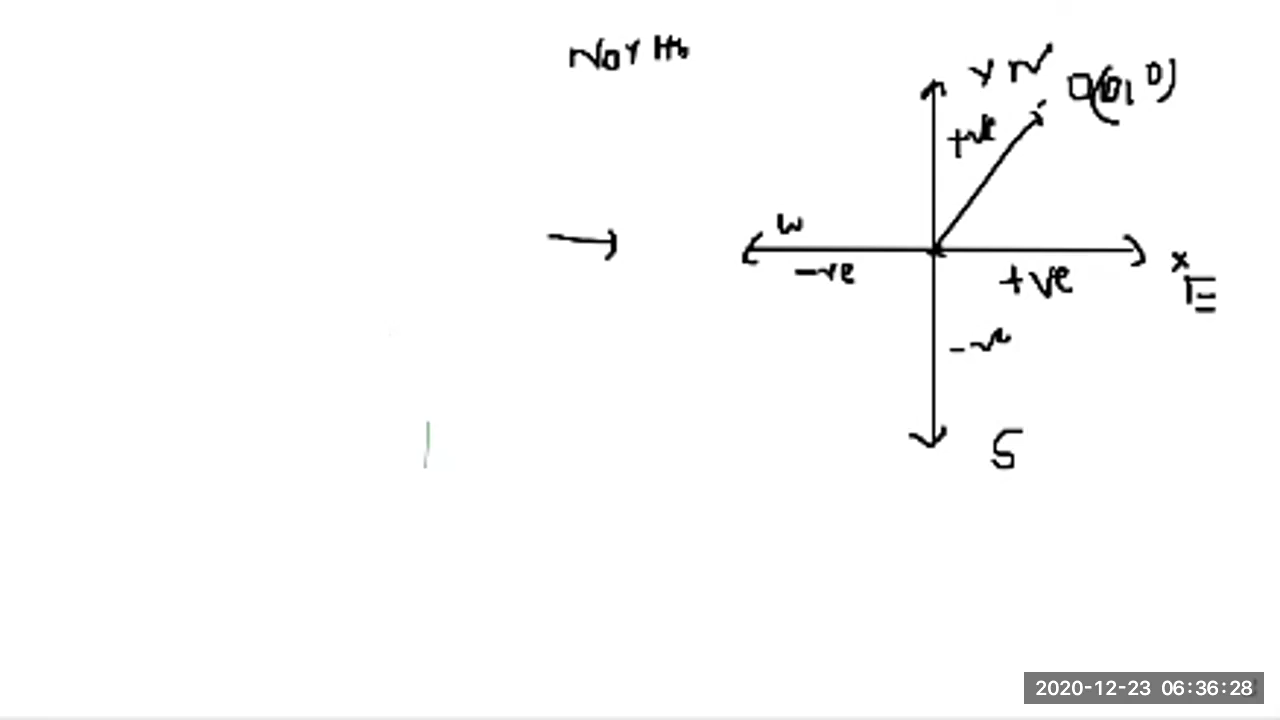 North
y N
O(0,0)
+ve
W
-ve
+ve
x
E
-ve
S
2020-12-23 06:36:28